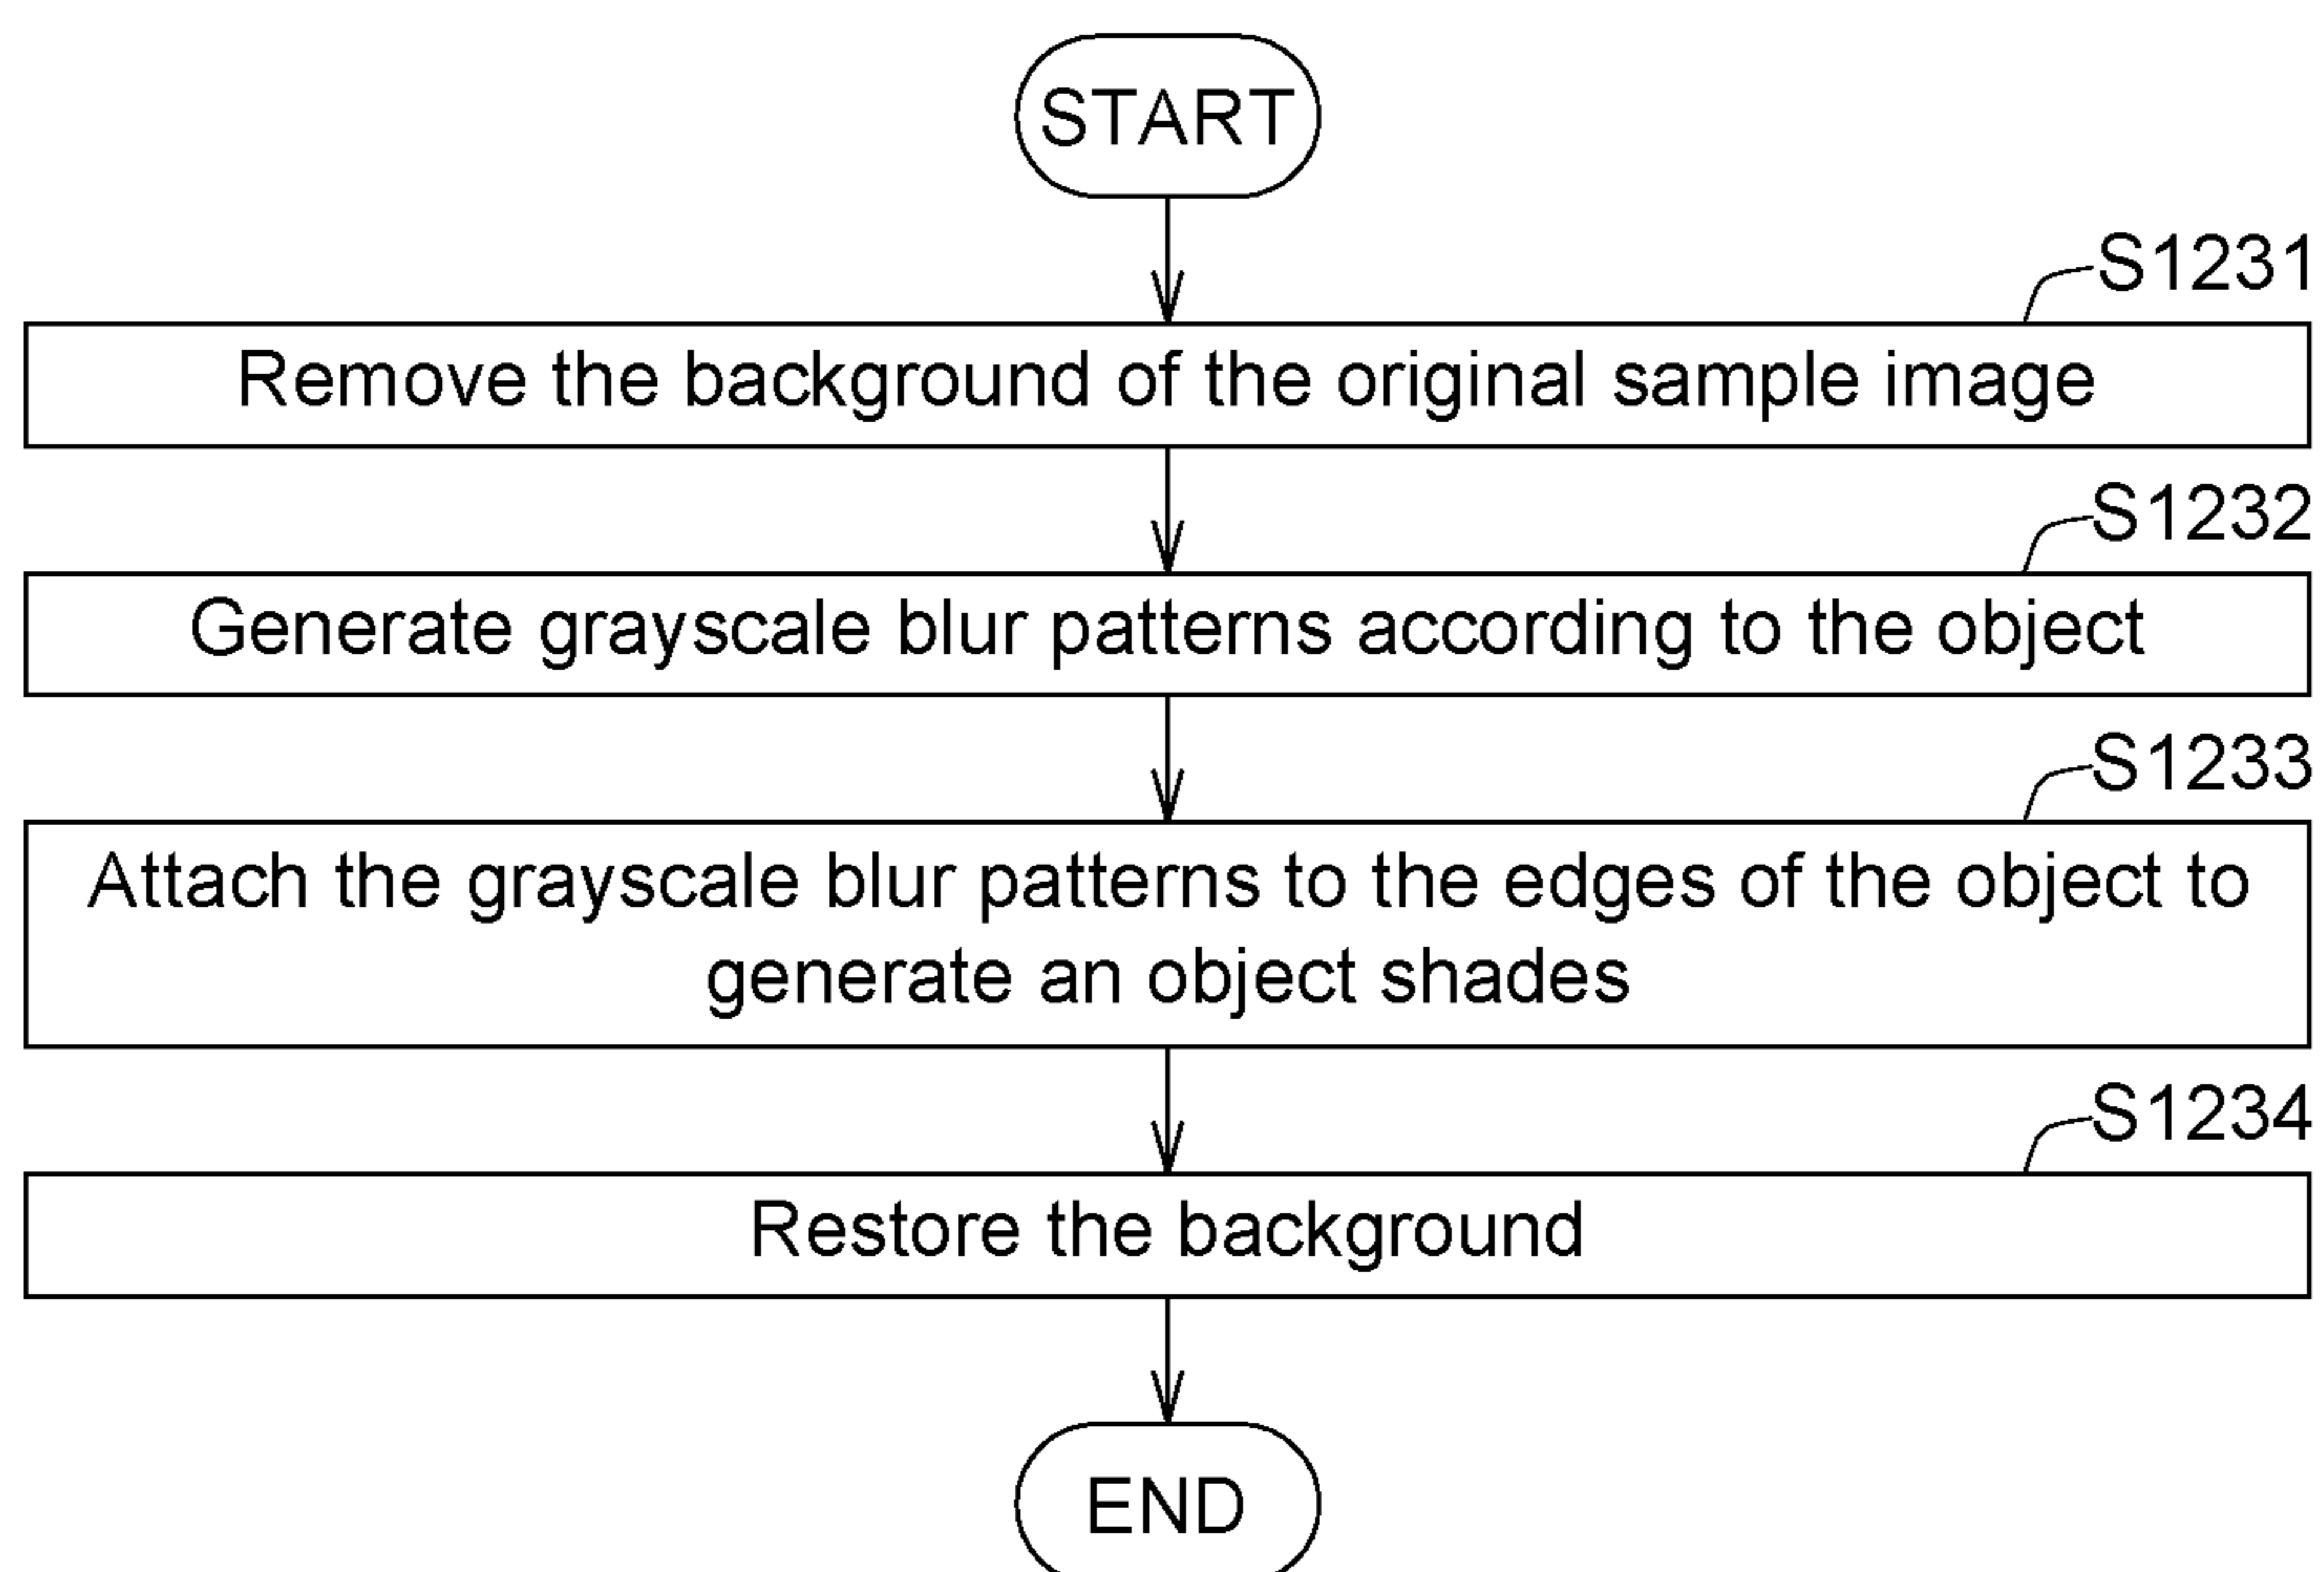 START
S1231
Remove the background of the original sample image
S1232
Generate grayscale blur patterns according to the object
S1233
Attach the grayscale blur patterns to the edges of the object to
generate an object shades
S1234
Restore the background
END